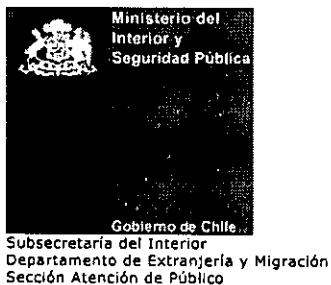 Ministerio del
Interior y
Seguridad Pública
Gobierno de Chile
Subsecretaría del Interior
Departamento de Extranjería y Migración
Sección Atención de Público